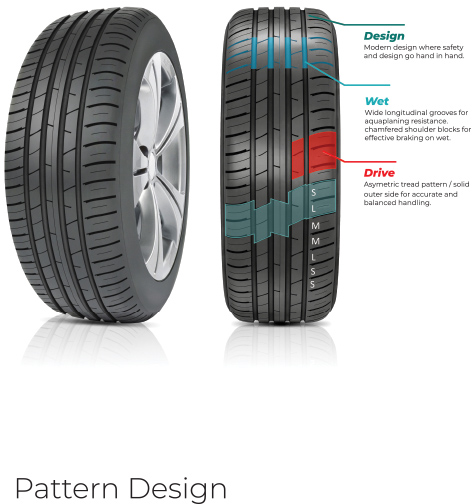 Design
Modern design where safety
and design go hand in hand.
Wet
Wide longitudinal grooves for
aquaplaning resistance.
chamfered shoulder blocks for
effective braking on wet.
Drive
Asymetric tread pattern / solid
outer side for accurate and
balanced handling.
S
L
M
M
L
S
S
Pattern Design